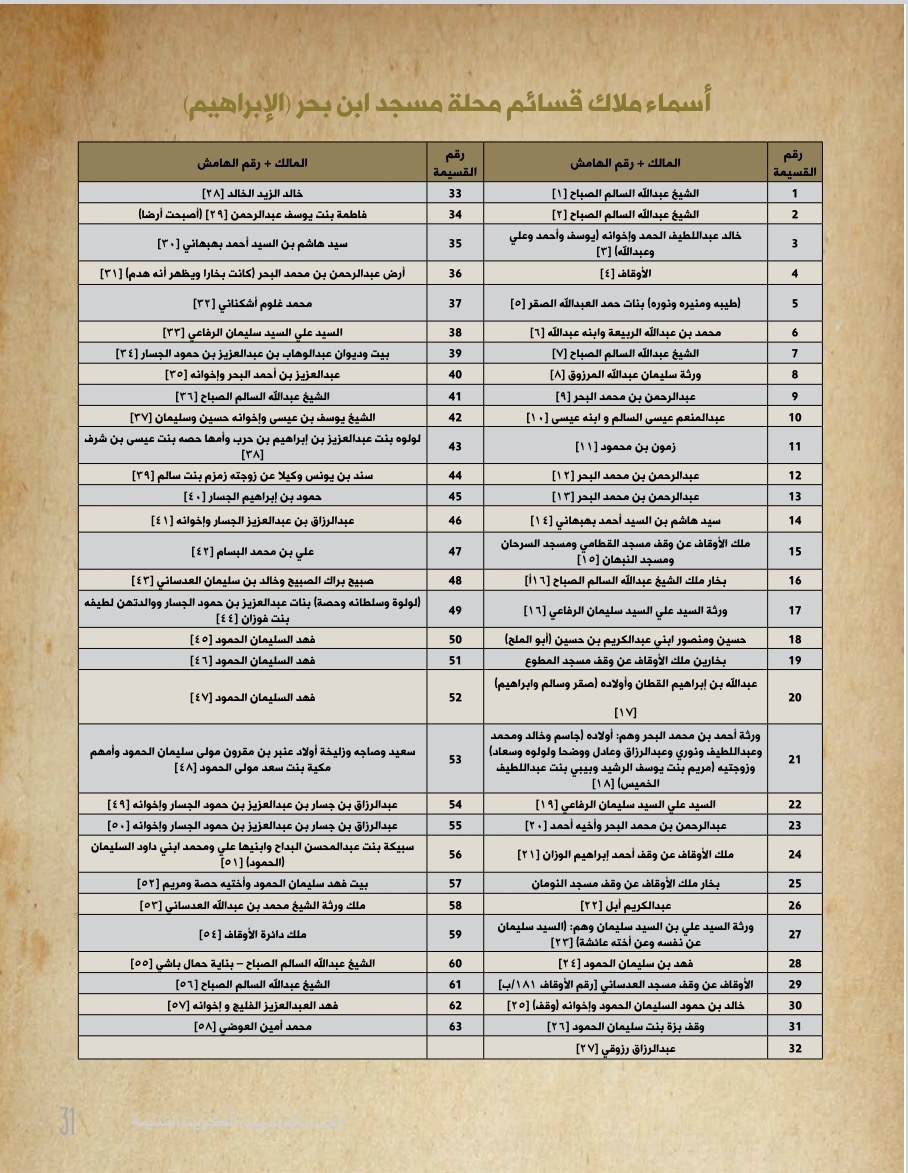 أسماء ملاك قسائم محلة مسجد ابن بحر (الإبراهيم)
رقم القسيمة | المالك + رقم الهامش
1 الشيخ عبدالله السالم الصباح [١]
2 الشيخ عبدالله السالم الصباح [٢]
3 خالد عبداللطيف الحمد وإخوانه (يوسف وأحمد وعلي
وعبدالله) [٣]
4 الأوقاف [٤]
5 (طيبه ومنيره ونوره) بنات حمد العبدالله الصقر [٥]
6 محمد بن عبدالله الربيعة وابنه عبدالله [٦]
7 الشيخ عبدالله السالم الصباح [٧]
8 ورثة سليمان عبدالله المرزوق [٨]
9 عبدالرحمن بن محمد البحر [٩]
10 عبدالمنعم عيسى السالم و ابنه عيسى [١٠]
11 زمون بن محمود [١١]
12 عبدالرحمن بن محمد البحر [١٢]
13 عبدالرحمن بن محمد البحر [١٣]
14 سيد هاشم بن السيد أحمد بهبهاني [١٤]
15 ملك الأوقاف عن وقف مسجد القطامي ومسجد السرحان
ومسجد النبهان [١٥]
16 بخار ملك الشيخ عبدالله السالم الصباح [١٦أ]
17 ورثة السيد علي السيد سليمان الرفاعي [١٦]
18 حسين ومنصور ابني عبدالكريم بن حسين (أبو الملح)
19 بخارين ملك الأوقاف عن وقف مسجد المطوع
20 عبدالله بن إبراهيم القطان وأولاده (صقر وسالم وابراهيم)
[١٧]
21 ورثة أحمد بن محمد البحر وهم: أولاده (جاسم وخالد ومحمد
وعبداللطيف ونوري وعبدالرزاق وعادل ووضحا ولولوه وسعاد)
وزوجتيه (مريم بنت يوسف الرشيد وبيبي بنت عبداللطيف
الخميس) [١٨]
22 السيد علي السيد سليمان الرفاعي [١٩]
23 عبدالرحمن بن محمد البحر وأخيه أحمد [٢٠]
24 ملك الأوقاف عن وقف أحمد إبراهيم الوزان [٢١]
25 بخار ملك الأوقاف عن وقف مسجد النومان
26 عبدالكريم أبل [٢٢]
27 ورثة السيد علي بن السيد سليمان وهم: (السيد سليمان
عن نفسه وعن أخته عائشة) [٢٣]
28 فهد بن سليمان الحمود [٢٤]
29 الأوقاف عن وقف مسجد العدساني [رقم الأوقاف ١٨١/ب]
30 خالد بن حمود السليمان الحمود وإخوانه (وقف) [٢٥]
31 وقف بزة بنت سليمان الحمود [٢٦]
32 عبدالرزاق رزوقي [٢٧]
رقم القسيمة | المالك + رقم الهامش
33 خالد الزيد الخالد [٢٨]
34 فاطمة بنت يوسف عبدالرحمن [٢٩] (أصبحت أرضا)
35 سيد هاشم بن السيد أحمد بهبهاني [٣٠]
36 أرض عبدالرحمن بن محمد البحر (كانت بخارا ويظهر أنه هدم) [٣١]
37 محمد غلوم أشكناني [٣٢]
38 السيد علي السيد سليمان الرفاعي [٣٣]
39 بيت وديوان عبدالوهاب بن عبدالعزيز بن حمود الجسار [٣٤]
40 عبدالعزيز بن أحمد البحر وإخوانه [٣٥]
41 الشيخ عبدالله السالم الصباح [٣٦]
42 الشيخ يوسف بن عيسى وإخوانه حسين وسليمان [٣٧]
43 لولوه بنت عبدالعزيز بن إبراهيم بن حرب وأمها حصه بنت عيسى بن شرف
[٣٨]
44 سند بن يونس وكيلا عن زوجته زمزم بنت سالم [٣٩]
45 حمود بن إبراهيم الجسار [٤٠]
46 عبدالرزاق بن عبدالعزيز الجسار وإخوانه [٤١]
47 علي بن محمد البسام [٤٢]
48 صبيح براك الصبيح وخالد بن سليمان العدساني [٤٣]
49 (لولوة وسلطانه وحصة) بنات عبدالعزيز بن حمود الجسار ووالدتهن لطيفه
بنت فوزان [٤٤]
50 فهد السليمان الحمود [٤٥]
51 فهد السليمان الحمود [٤٦]
52 فهد السليمان الحمود [٤٧]
53 سعيد وصاجه وزليخة أولاد عنبر بن مقرون مولى سليمان الحمود وأمهم
مكية بنت سعد مولى الحمود [٤٨]
54 عبدالرزاق بن جسار بن عبدالعزيز بن حمود الجسار وإخوانه [٤٩]
55 عبدالرزاق بن جسار بن عبدالعزيز بن حمود الجسار وإخوانه [٥٠]
56 سبيكة بنت عبدالمحسن البداح وابنيها علي ومحمد ابني داود السليمان
(الحمود) [٥١]
57 بيت فهد سليمان الحمود وأختيه حصة ومريم [٥٢]
58 ملك ورثة الشيخ محمد بن عبدالله العدساني [٥٣]
59 ملك دائرة الأوقاف [٥٤]
60 الشيخ عبدالله السالم الصباح – بناية حمال باشي [٥٥]
61 الشيخ عبدالله السالم الصباح [٥٦]
62 فهد العبدالعزيز الفليج و إخوانه [٥٧]
63 محمد أمين العوضي [٥٨]
31